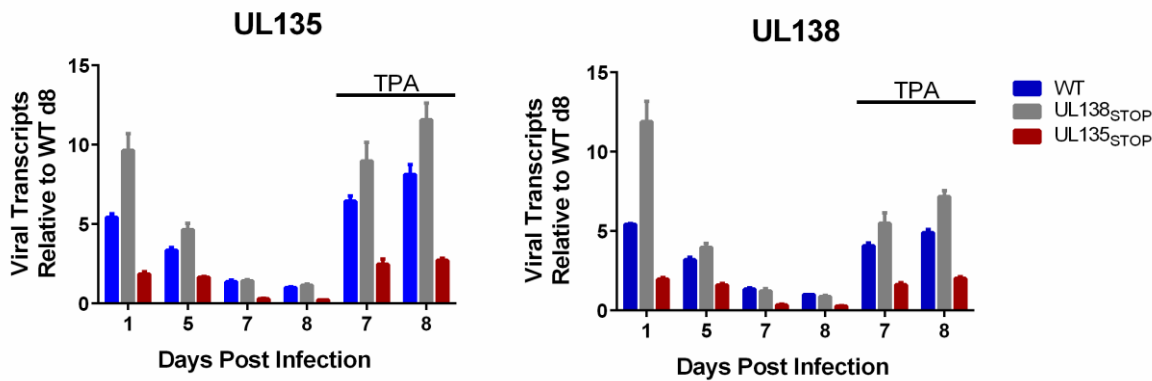 UL135
Viral Transcripts
Relative to WT d8
15
10
5
0
TPA
1 5 7 8 7 8
Days Post Infection
UL138
Viral Transcripts
Relative to WT d8
15
10
5
0
TPA
1 5 7 8 7 8
Days Post Infection
WT
UL138STOP
UL135STOP